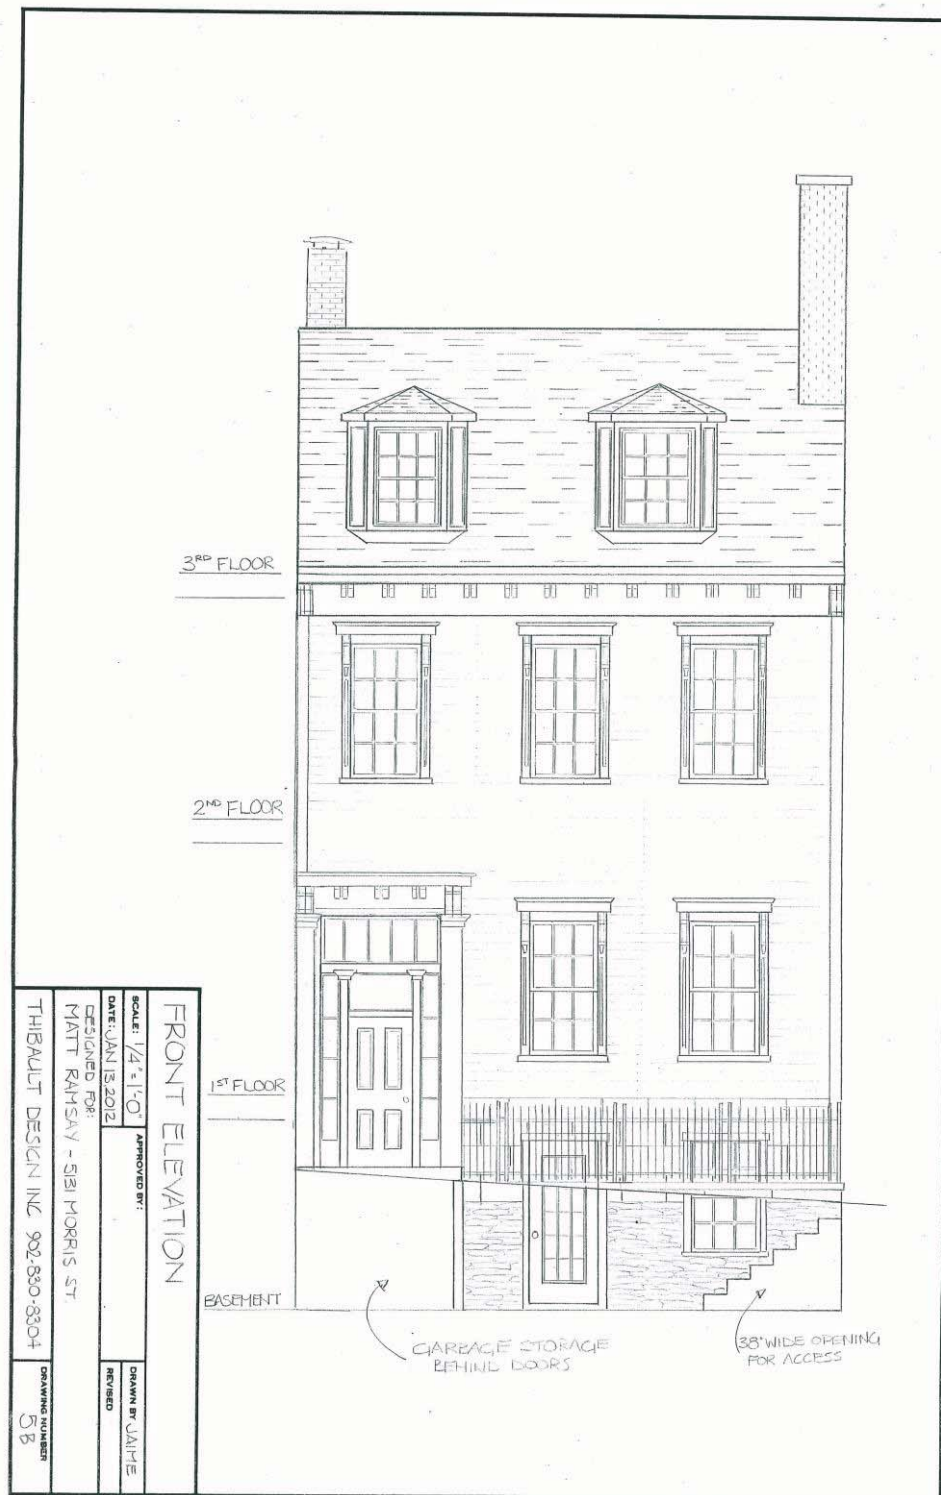 3RD FLOOR
2ND FLOOR
1ST FLOOR
BASEMENT
GARBAGE STORAGE
BEHIND DOORS
38" WIDE OPENING
FOR ACCESS
FRONT ELEVATION
SCALE: 1/4"=1'-0"
APPROVED BY:
DRAWN BY JAIME
DATE: JAN 13, 2012
REVISED
DESIGNED FOR:
MATT RAMSAY - 5131 MORRIS ST.
THIBAULT DESIGN INC 902-830-8304
DRAWING NUMBER
5B